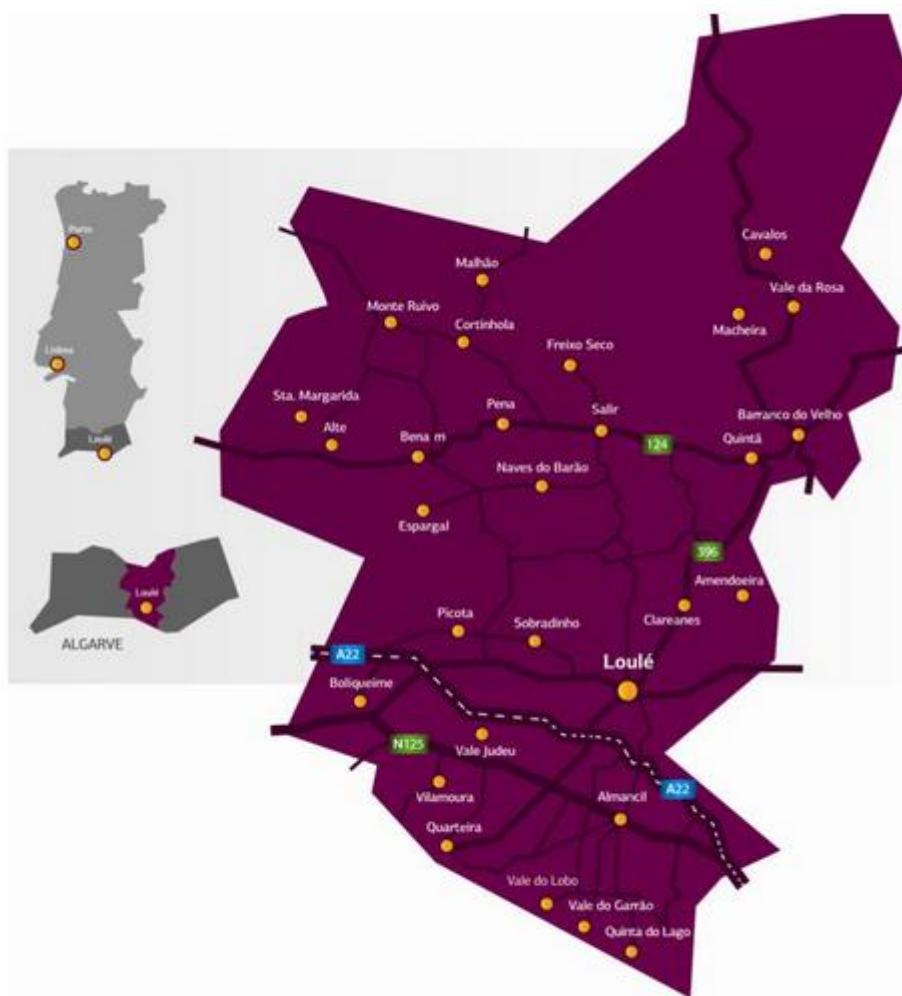 Porto
Lisboa
Loulé
Loulé
ALGARVE
Cavalos
Malhão
Vale da Rosa
Monte Ruivo
Macheira
Cortinhola
Freixo Seco
Sta. Margarida
Pena
Salir
Barranco do Velho
Alte
Benaim
124
Quintã
Naves do Barão
Espargal
396
Amendoeira
Picota
Sobradinho
Clareanes
A22
Loulé
Boliqueime
N125
Vale Judeu
Vilamoura
Almancil
A22
Quarteira
Vale do Lobo
Vale do Garrão
Quinta do Lago